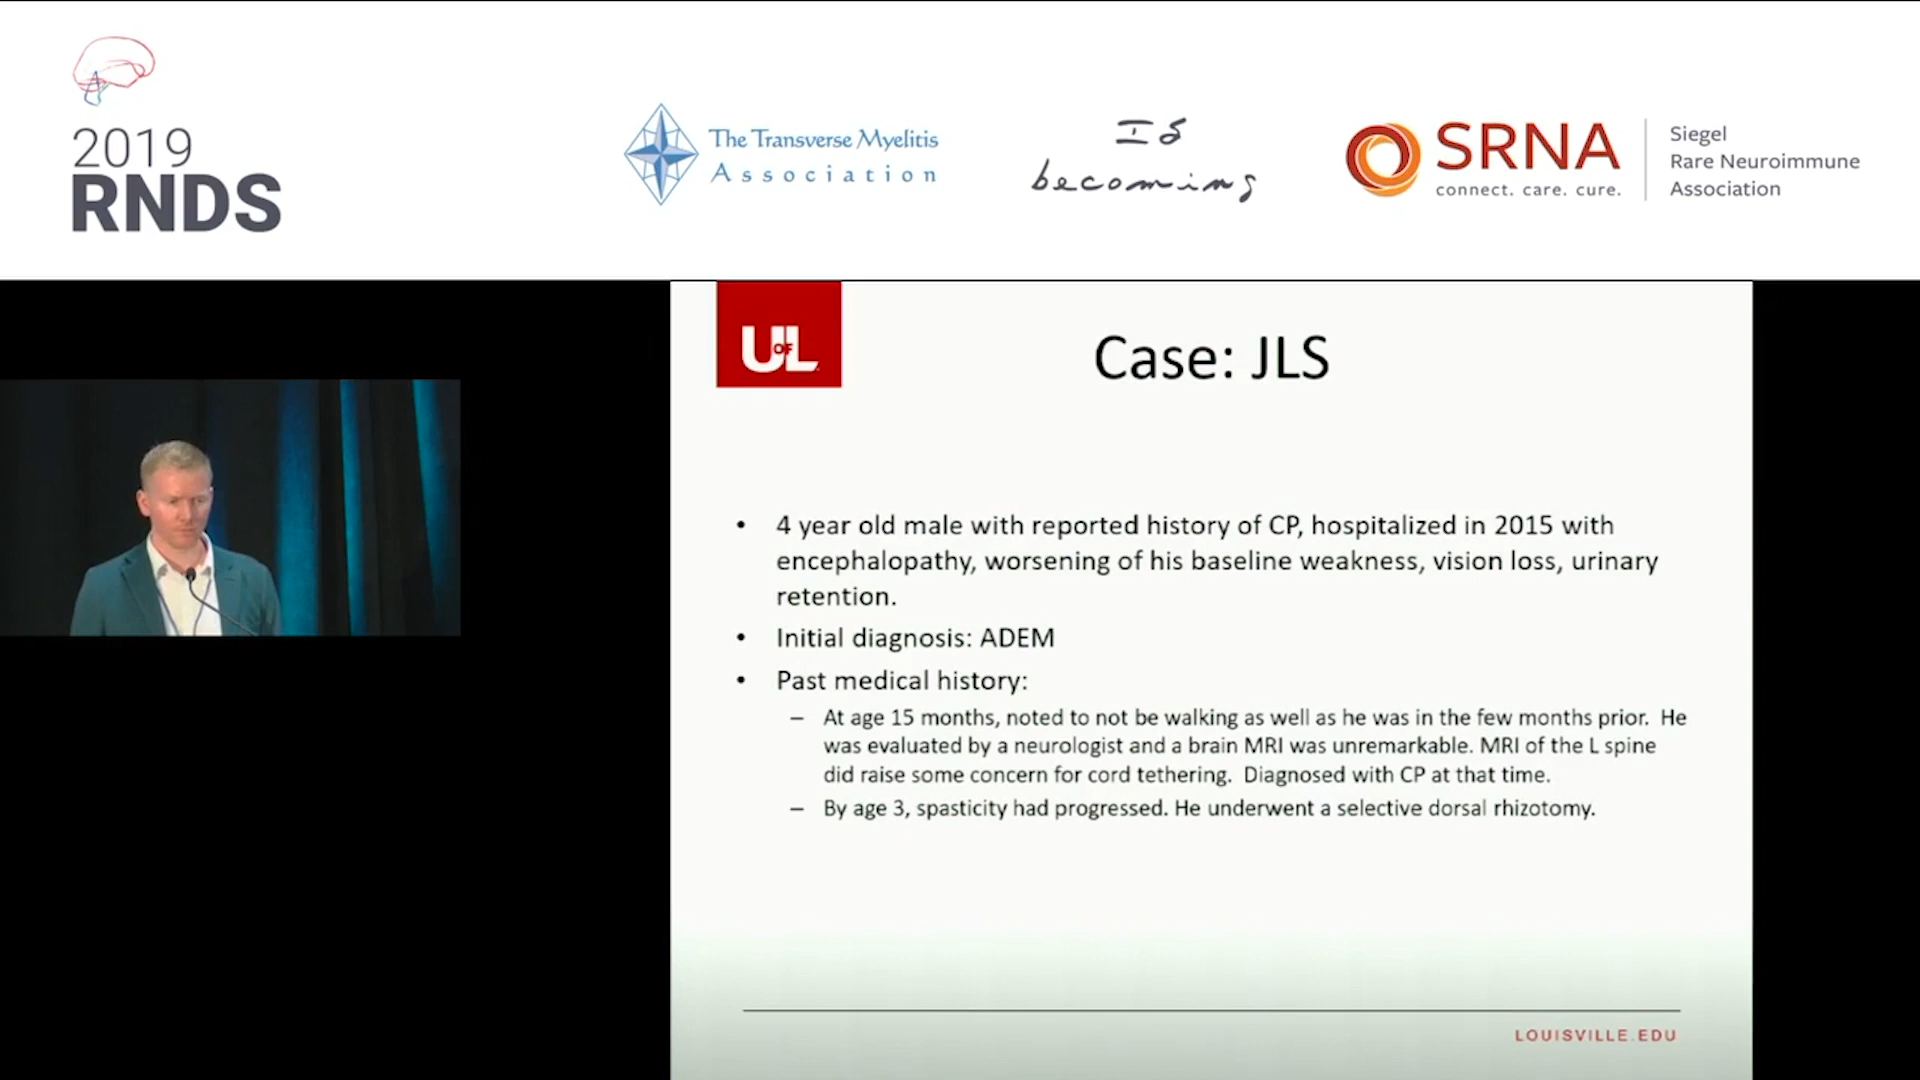 2019
RNDS
The Transverse Myelitis
Association
IS
becoming
SRNA
connect. care. cure.
Siegel
Rare Neuroimmune
Association
UofL
Case: JLS
• 4 year old male with reported history of CP, hospitalized in 2015 with
encephalopathy, worsening of his baseline weakness, vision loss, urinary
retention.
• Initial diagnosis: ADEM
• Past medical history:
– At age 15 months, noted to not be walking as well as he was in the few months prior. He
was evaluated by a neurologist and a brain MRI was unremarkable. MRI of the L spine
did raise some concern for cord tethering. Diagnosed with CP at that time.
– By age 3, spasticity had progressed. He underwent a selective dorsal rhizotomy.
LOUISVILLE.EDU